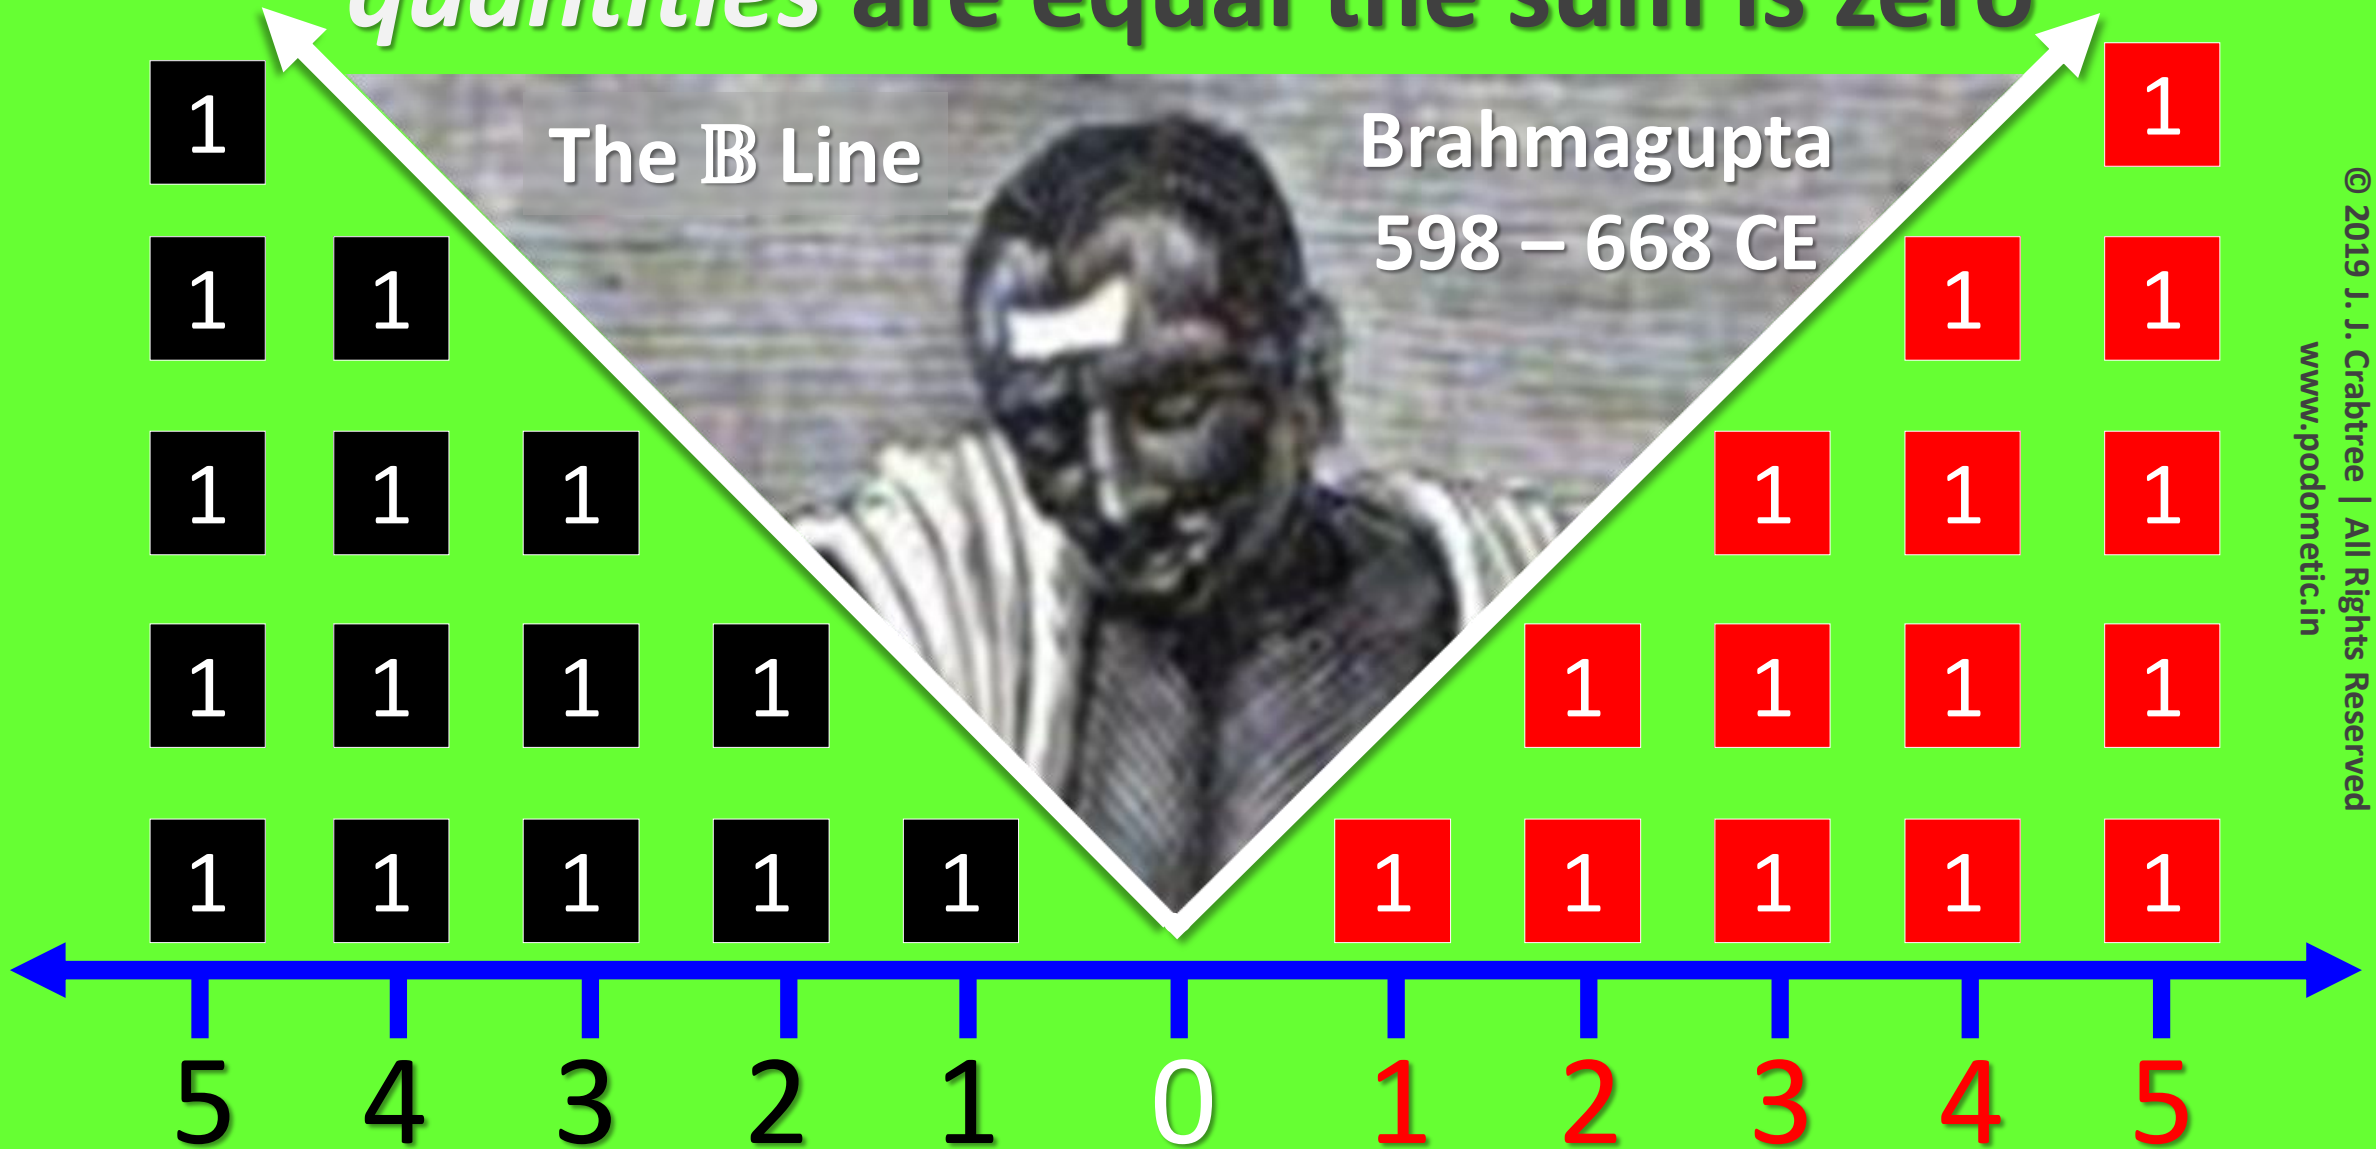 quantities are equal the sum is zero
The 𝔹 Line
Brahmagupta
598 – 668 CE
1 1
1 1 1 1
1 1 1 1 1 1
1 1 1 1 1 1 1 1
1 1 1 1 1 1 1 1 1 1
5 4 3 2 1 0 1 2 3 4 5
© 2019 J. J. Crabtree | All Rights Reserved
www.podometic.in